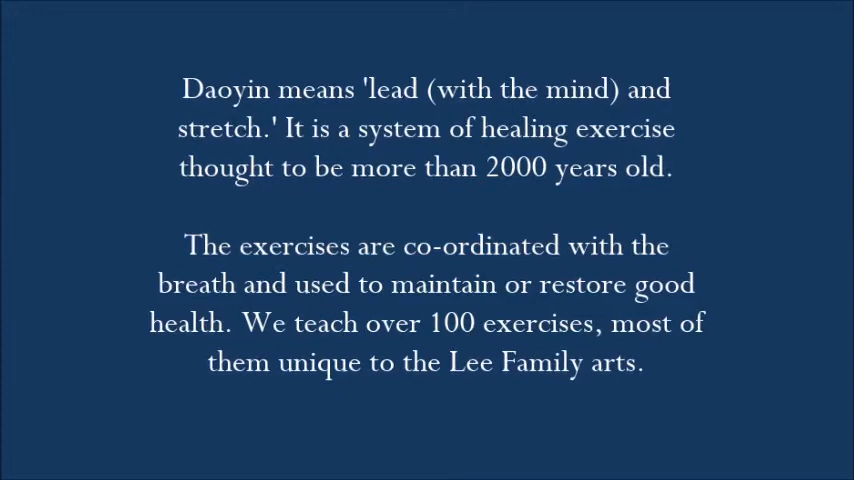 Daoyin means 'lead (with the mind) and
stretch.' It is a system of healing exercise
thought to be more than 2000 years old.
The exercises are co-ordinated with the
breath and used to maintain or restore good
health. We teach over 100 exercises, most of
them unique to the Lee Family arts.